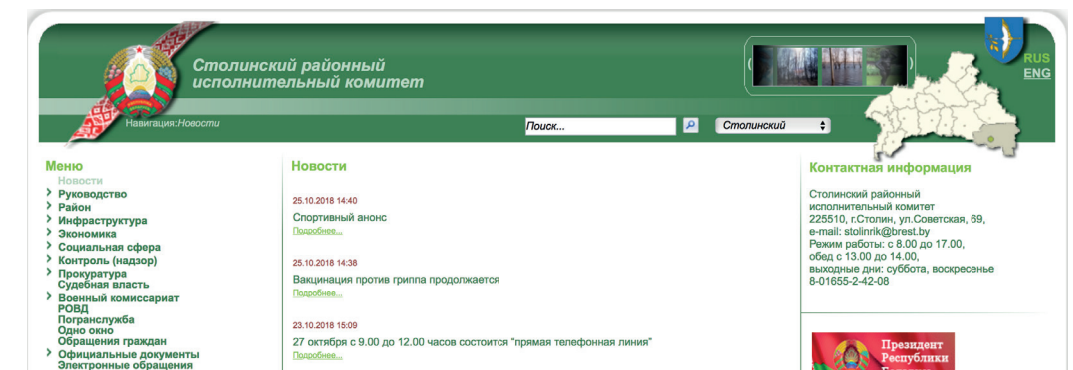 Столинский районный
исполнительный комитет
RUS
ENG
Навигация:Новости
Поиск...
Столинский
Меню
Новости
Руководство
Район
Инфраструктура
Экономика
Социальная сфера
Контроль (надзор)
Прокуратура
Судебная власть
Военный комиссариат
РОВД
Погранслужба
Одно окно
Обращения граждан
Официальные документы
Электронные обращения
Новости
25.10.2018 14:40
Спортивный анонс
Подробнее...
25.10.2018 14:38
Вакцинация против гриппа продолжается
Подробнее...
23.10.2018 15:09
27 октября с 9.00 до 12.00 часов состоится "прямая телефонная линия"
Подробнее...
Контактная информация
Столинский районный
исполнительный комитет
225510, г.Столин, ул.Советская, 59,
e-mail: stolinrik@brest.by
Режим работы: с 8.00 до 17.00,
обед с 13.00 до 14.00,
выходные дни: суббота, воскресенье
8-01655-2-42-08
Президент
Республики